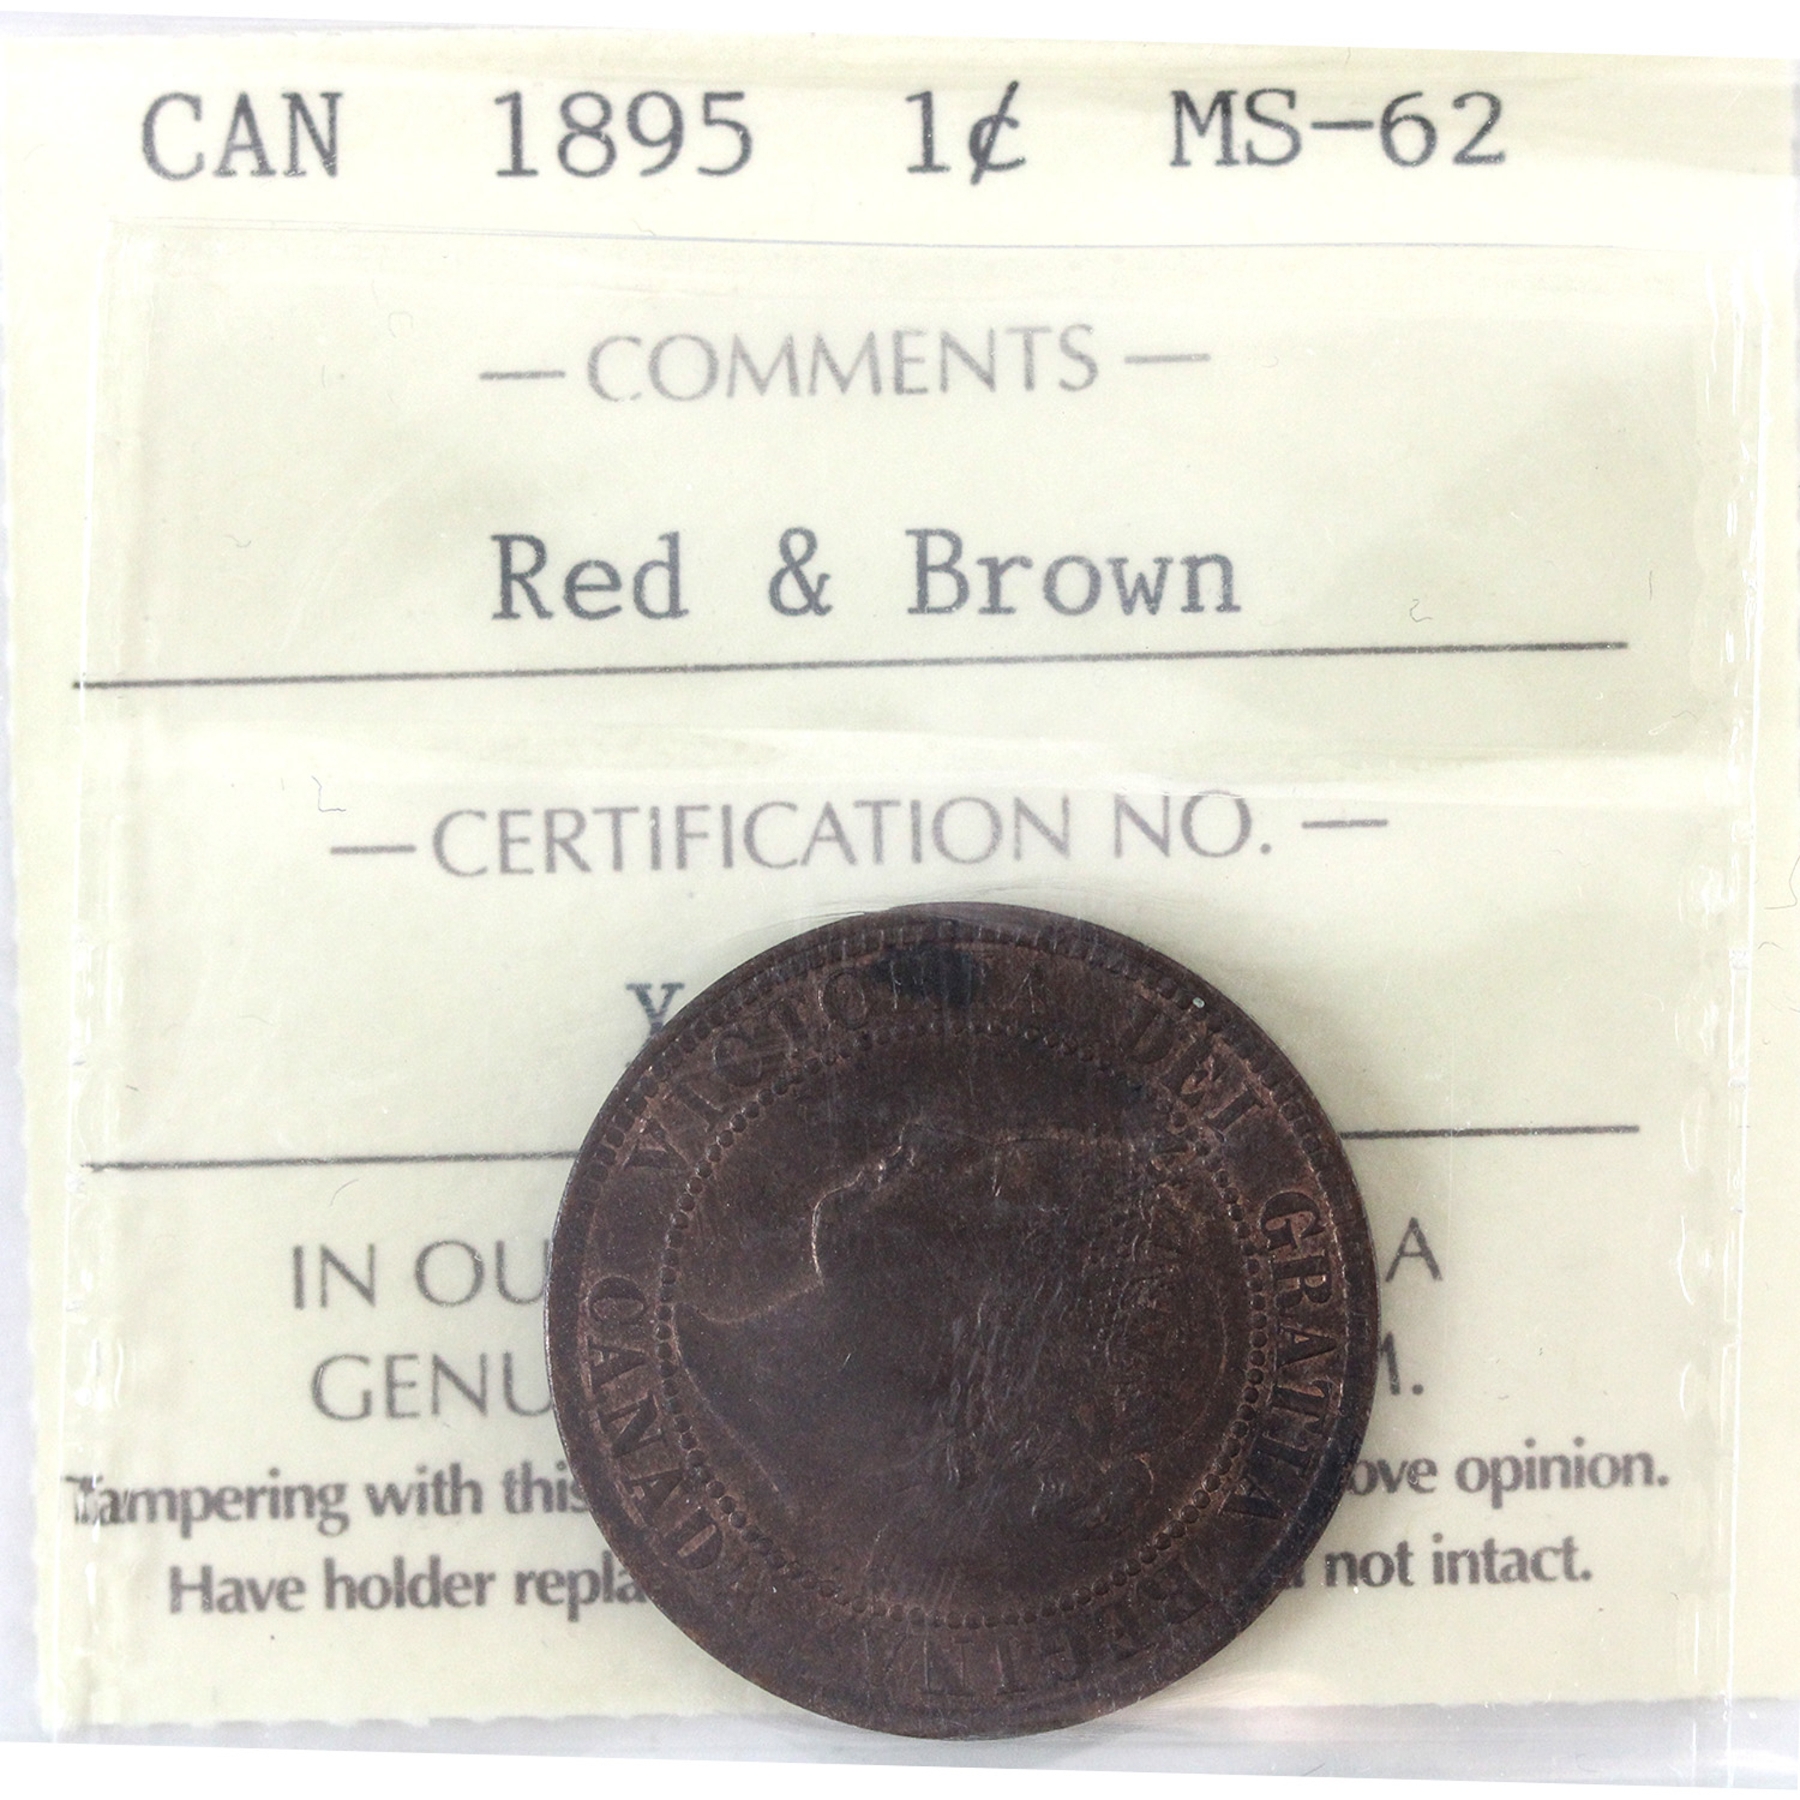 CAN 1895 1¢ MS-62
— COMMENTS —
Red & Brown
— CERTIFICATION NO. —
X
IN OU A
GENU M.
Tampering with this ove opinion.
Have holder repla not intact.
VICTORIA DEI GRATIA REGINA
CANADA